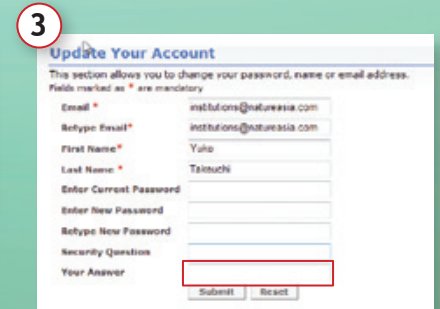 3
Update Your Account
This section allows you to change your password, name or email address.
Fields marked as * are mandatory
Email * institutions@natureasia.com
Retype Email* institutions@natureasia.com
First Name* Yuko
Last Name *
Enter Current Password
Enter New Password
Retype New Password
Security Question
Your Answer
Submit Reset